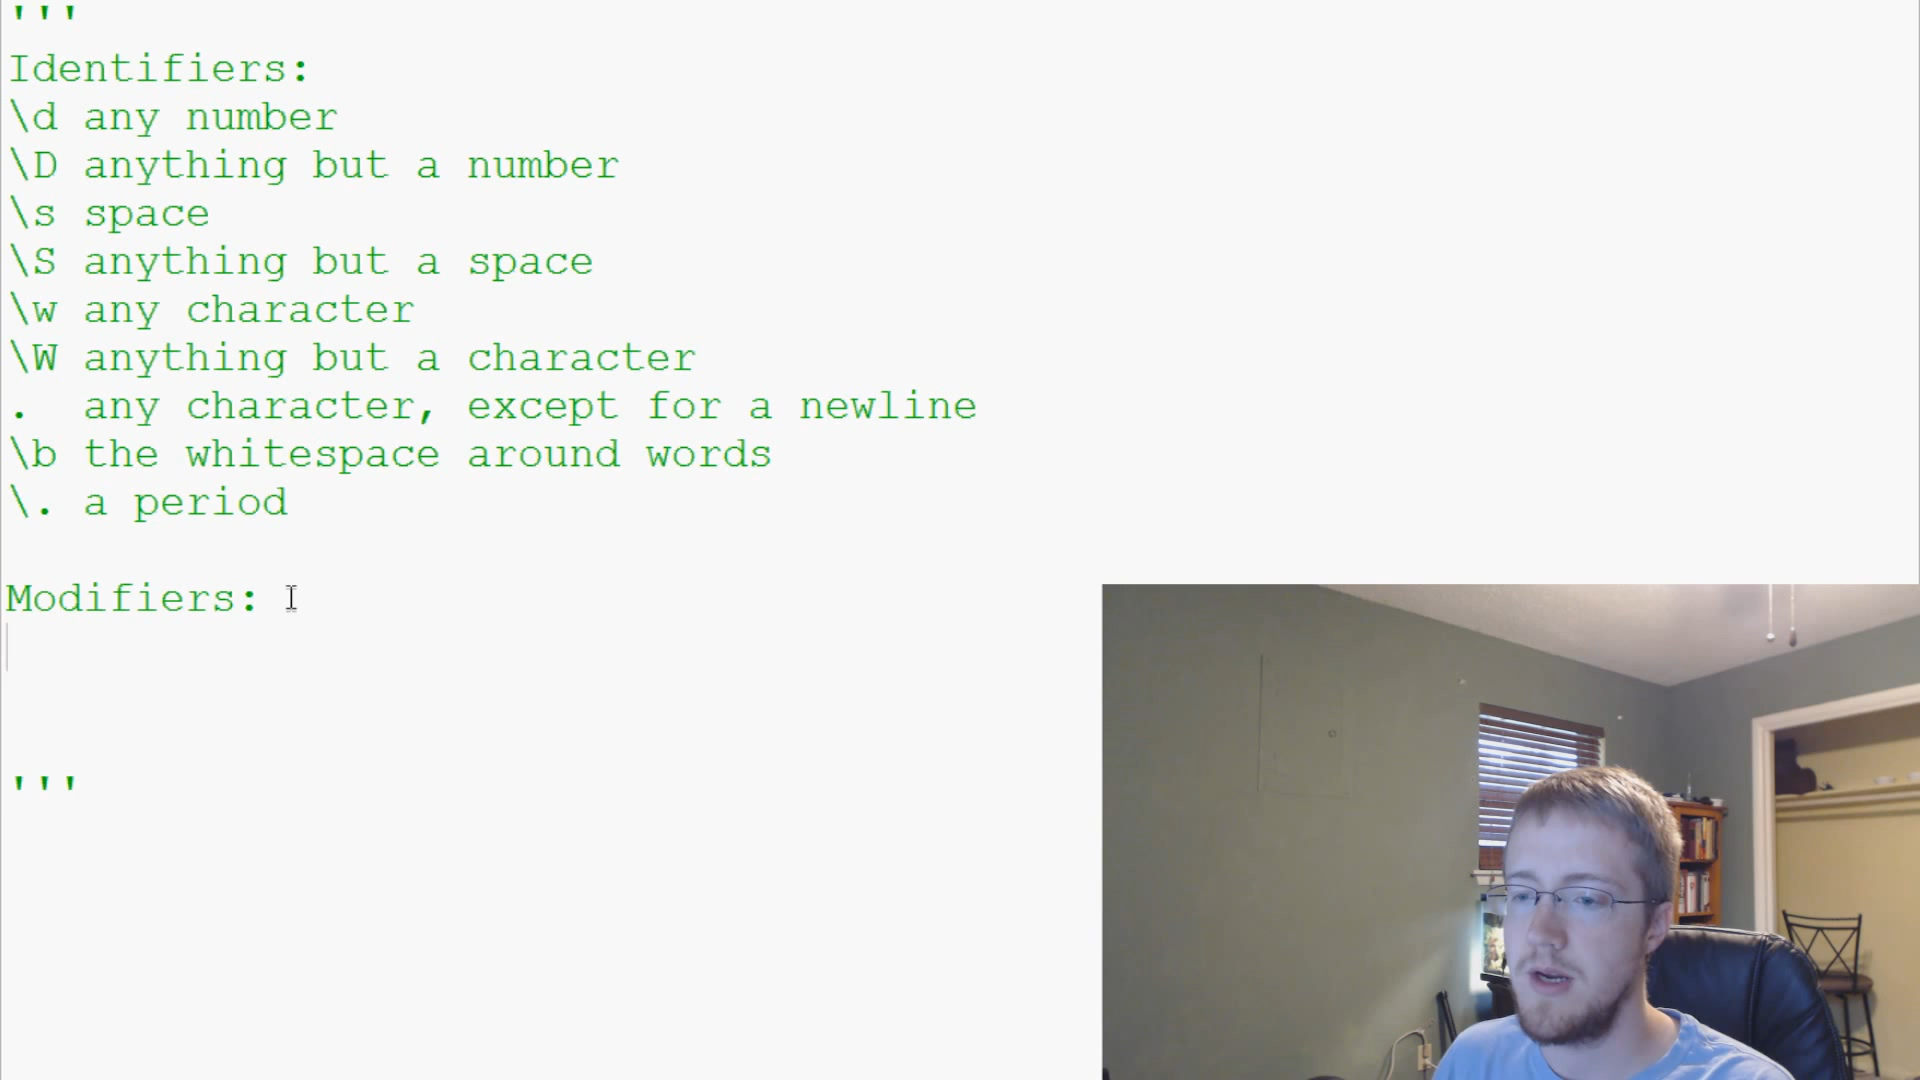 '''
Identifiers:
\d any number
\D anything but a number
\s space
\S anything but a space
\w any character
\W anything but a character
.  any character, except for a newline
\b the whitespace around words
\. a period
Modifiers:
'''